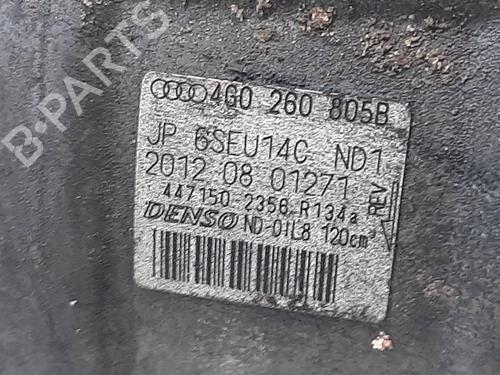 B-PARTS
4G0 260 805B
JP 6SEU14C ND1
2012 08 01271
447150 2356 R134a
DENSO ND-OIL8 120cm³
REV